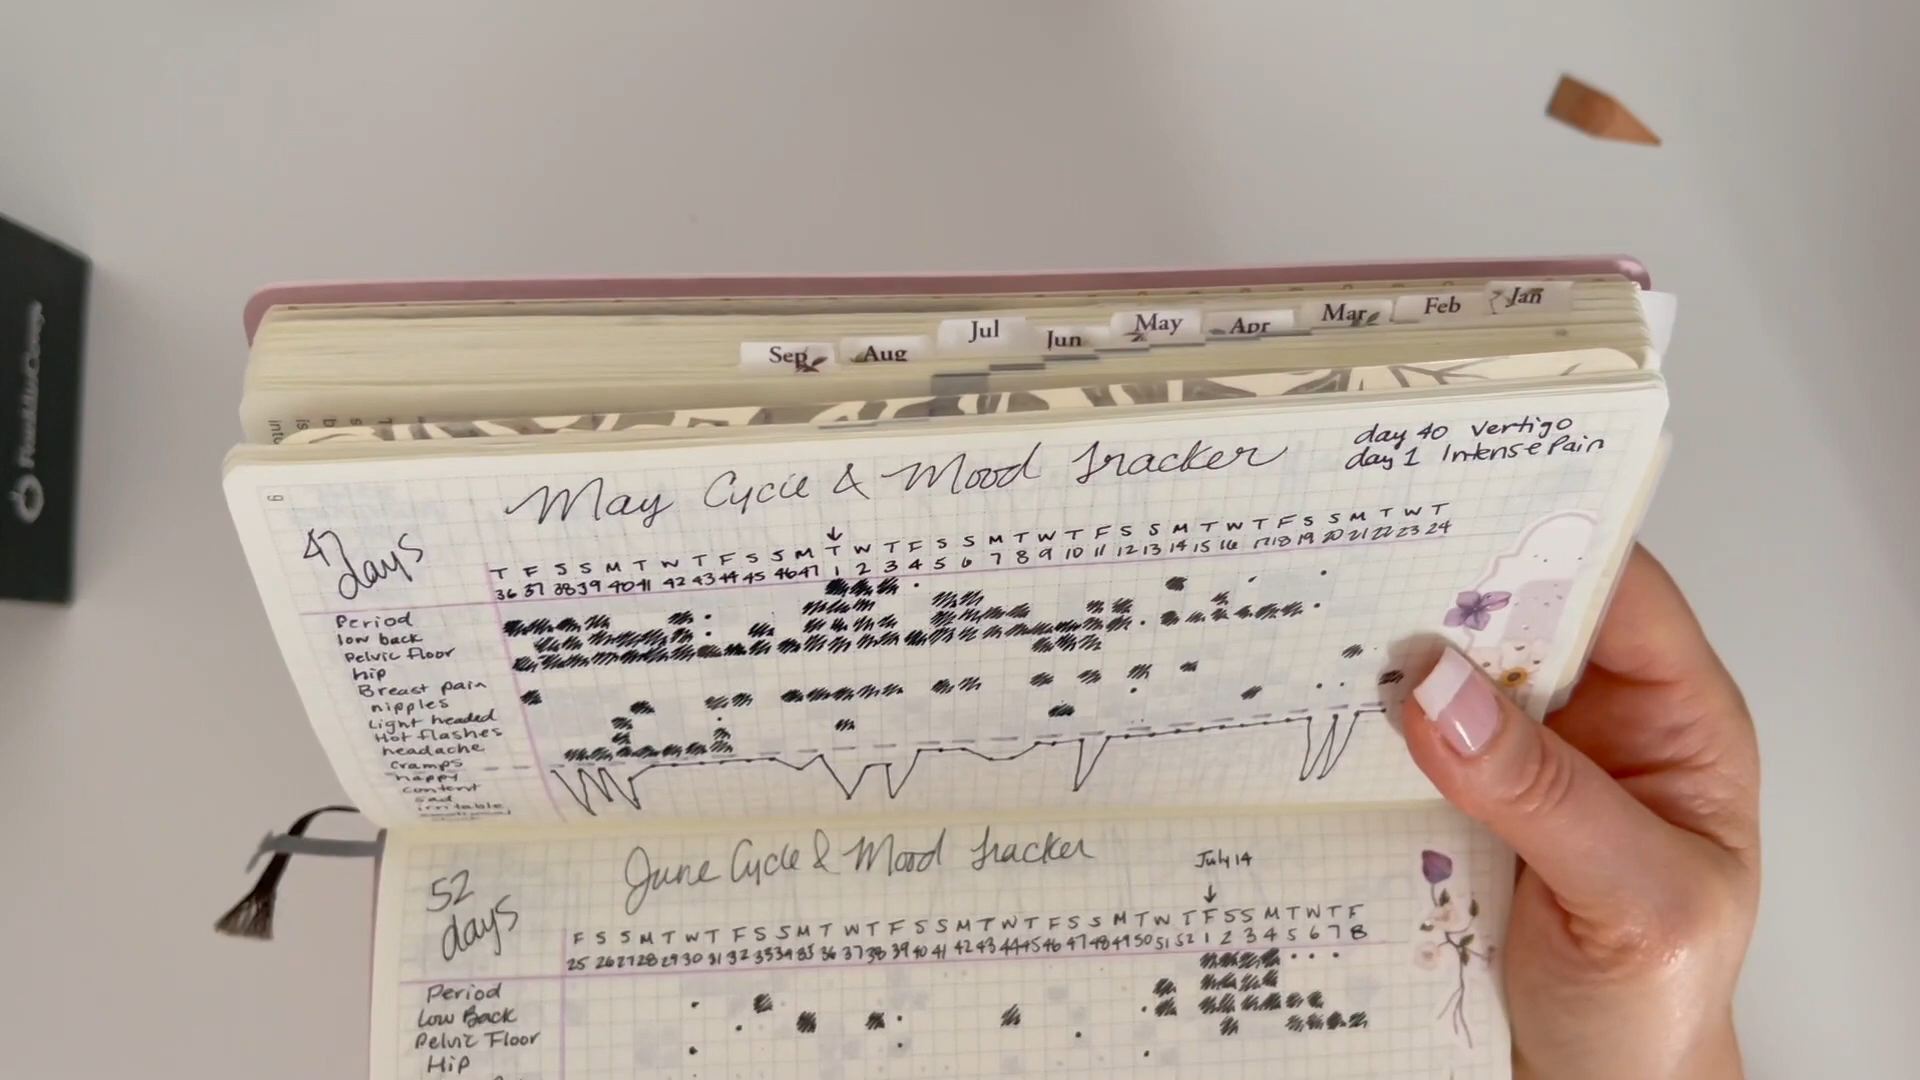 Jan
Feb
Mar
Apr
May
Jun
Jul
Aug
Sep
day 40 Vertigo
day 1 Intense Pain
May Cycle & Mood Tracker
47 days
T F S S M T W T F S S M T W T F S S M T W T F S S M T W T F S S M T W T
36 37 38 39 40 41 42 43 44 45 46 47 1 2 3 4 5 6 7 8 9 10 11 12 13 14 15 16 17 18 19 20 21 22 23 24
Period
low back
Pelvic floor
hip
Breast pain
nipples
Light headed
Hot flashes
headache
cramps
happy
content
sad
irritable
June Cycle & Mood Tracker
July 14
52 days
F S S M T W T F S S M T W T F S S M T W T F S S M T W T F S S M T W T F
25 26 27 28 29 30 31 32 33 34 35 36 37 38 39 40 41 42 43 44 45 46 47 48 49 50 51 52 1 2 3 4 5 6 7 8
Period
Low Back
Pelvic Floor
Hip